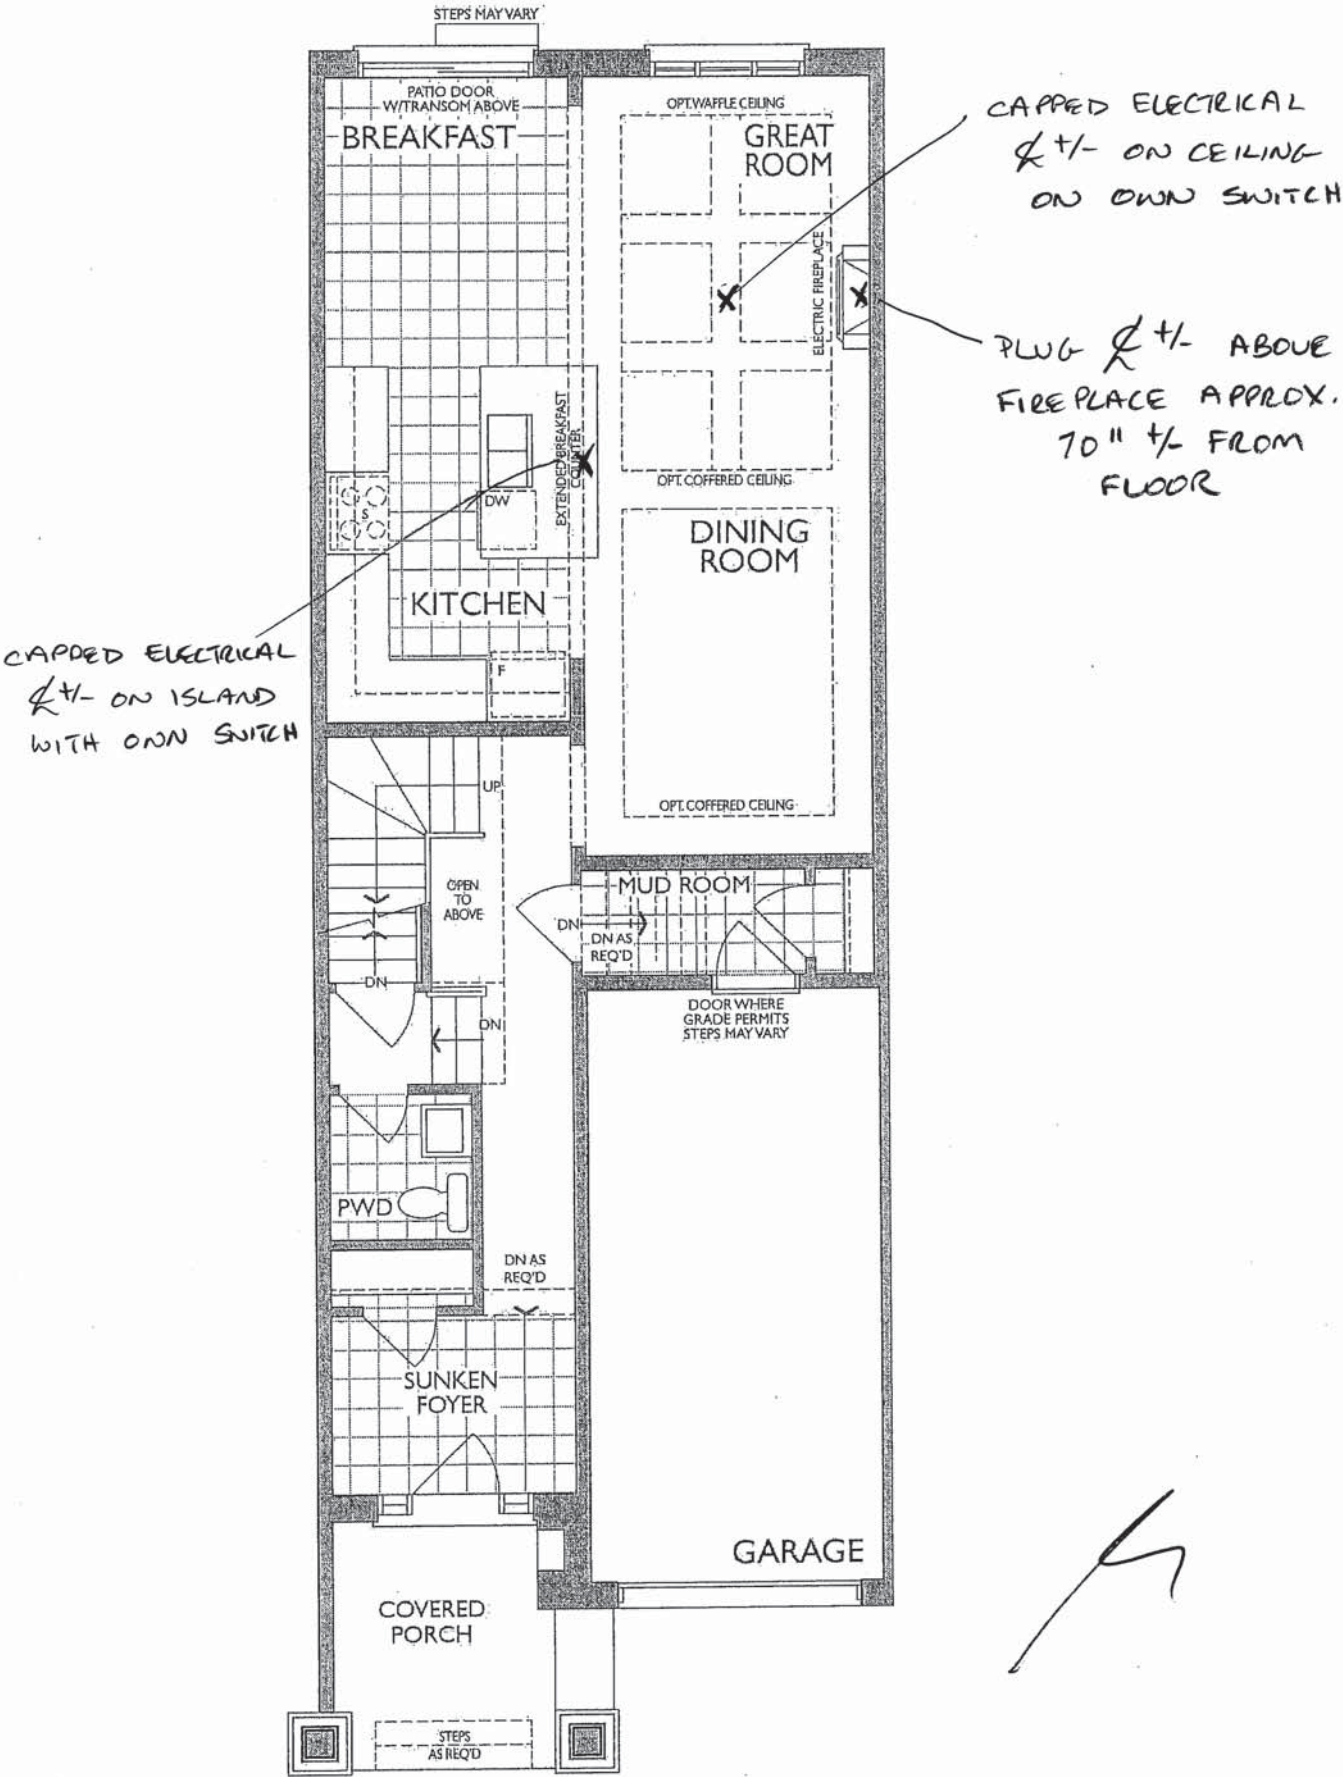 STEPS MAY VARY
PATIO DOOR
W/TRANSOM ABOVE
BREAKFAST
OPT. WAFFLE CEILING
GREAT
ROOM
ELECTRIC FIREPLACE
CAPPED ELECTRICAL
℄ +/- ON CEILING
ON OWN SWITCH
PLUG ℄ +/- ABOVE
FIREPLACE APPROX.
70" +/- FROM
FLOOR
EXTENDED BREAKFAST
COUNTER
DW
S
OPT. COFFERED CEILING
DINING
ROOM
KITCHEN
F
CAPPED ELECTRICAL
℄ +/- ON ISLAND
WITH OWN SWITCH
OPT. COFFERED CEILING
UP
OPEN
TO
ABOVE
MUD ROOM
DN
DN AS
REQ'D
DN
DN
DOOR WHERE
GRADE PERMITS
STEPS MAY VARY
PWD
DN AS
REQ'D
SUNKEN
FOYER
GARAGE
COVERED
PORCH
STEPS
AS REQ'D